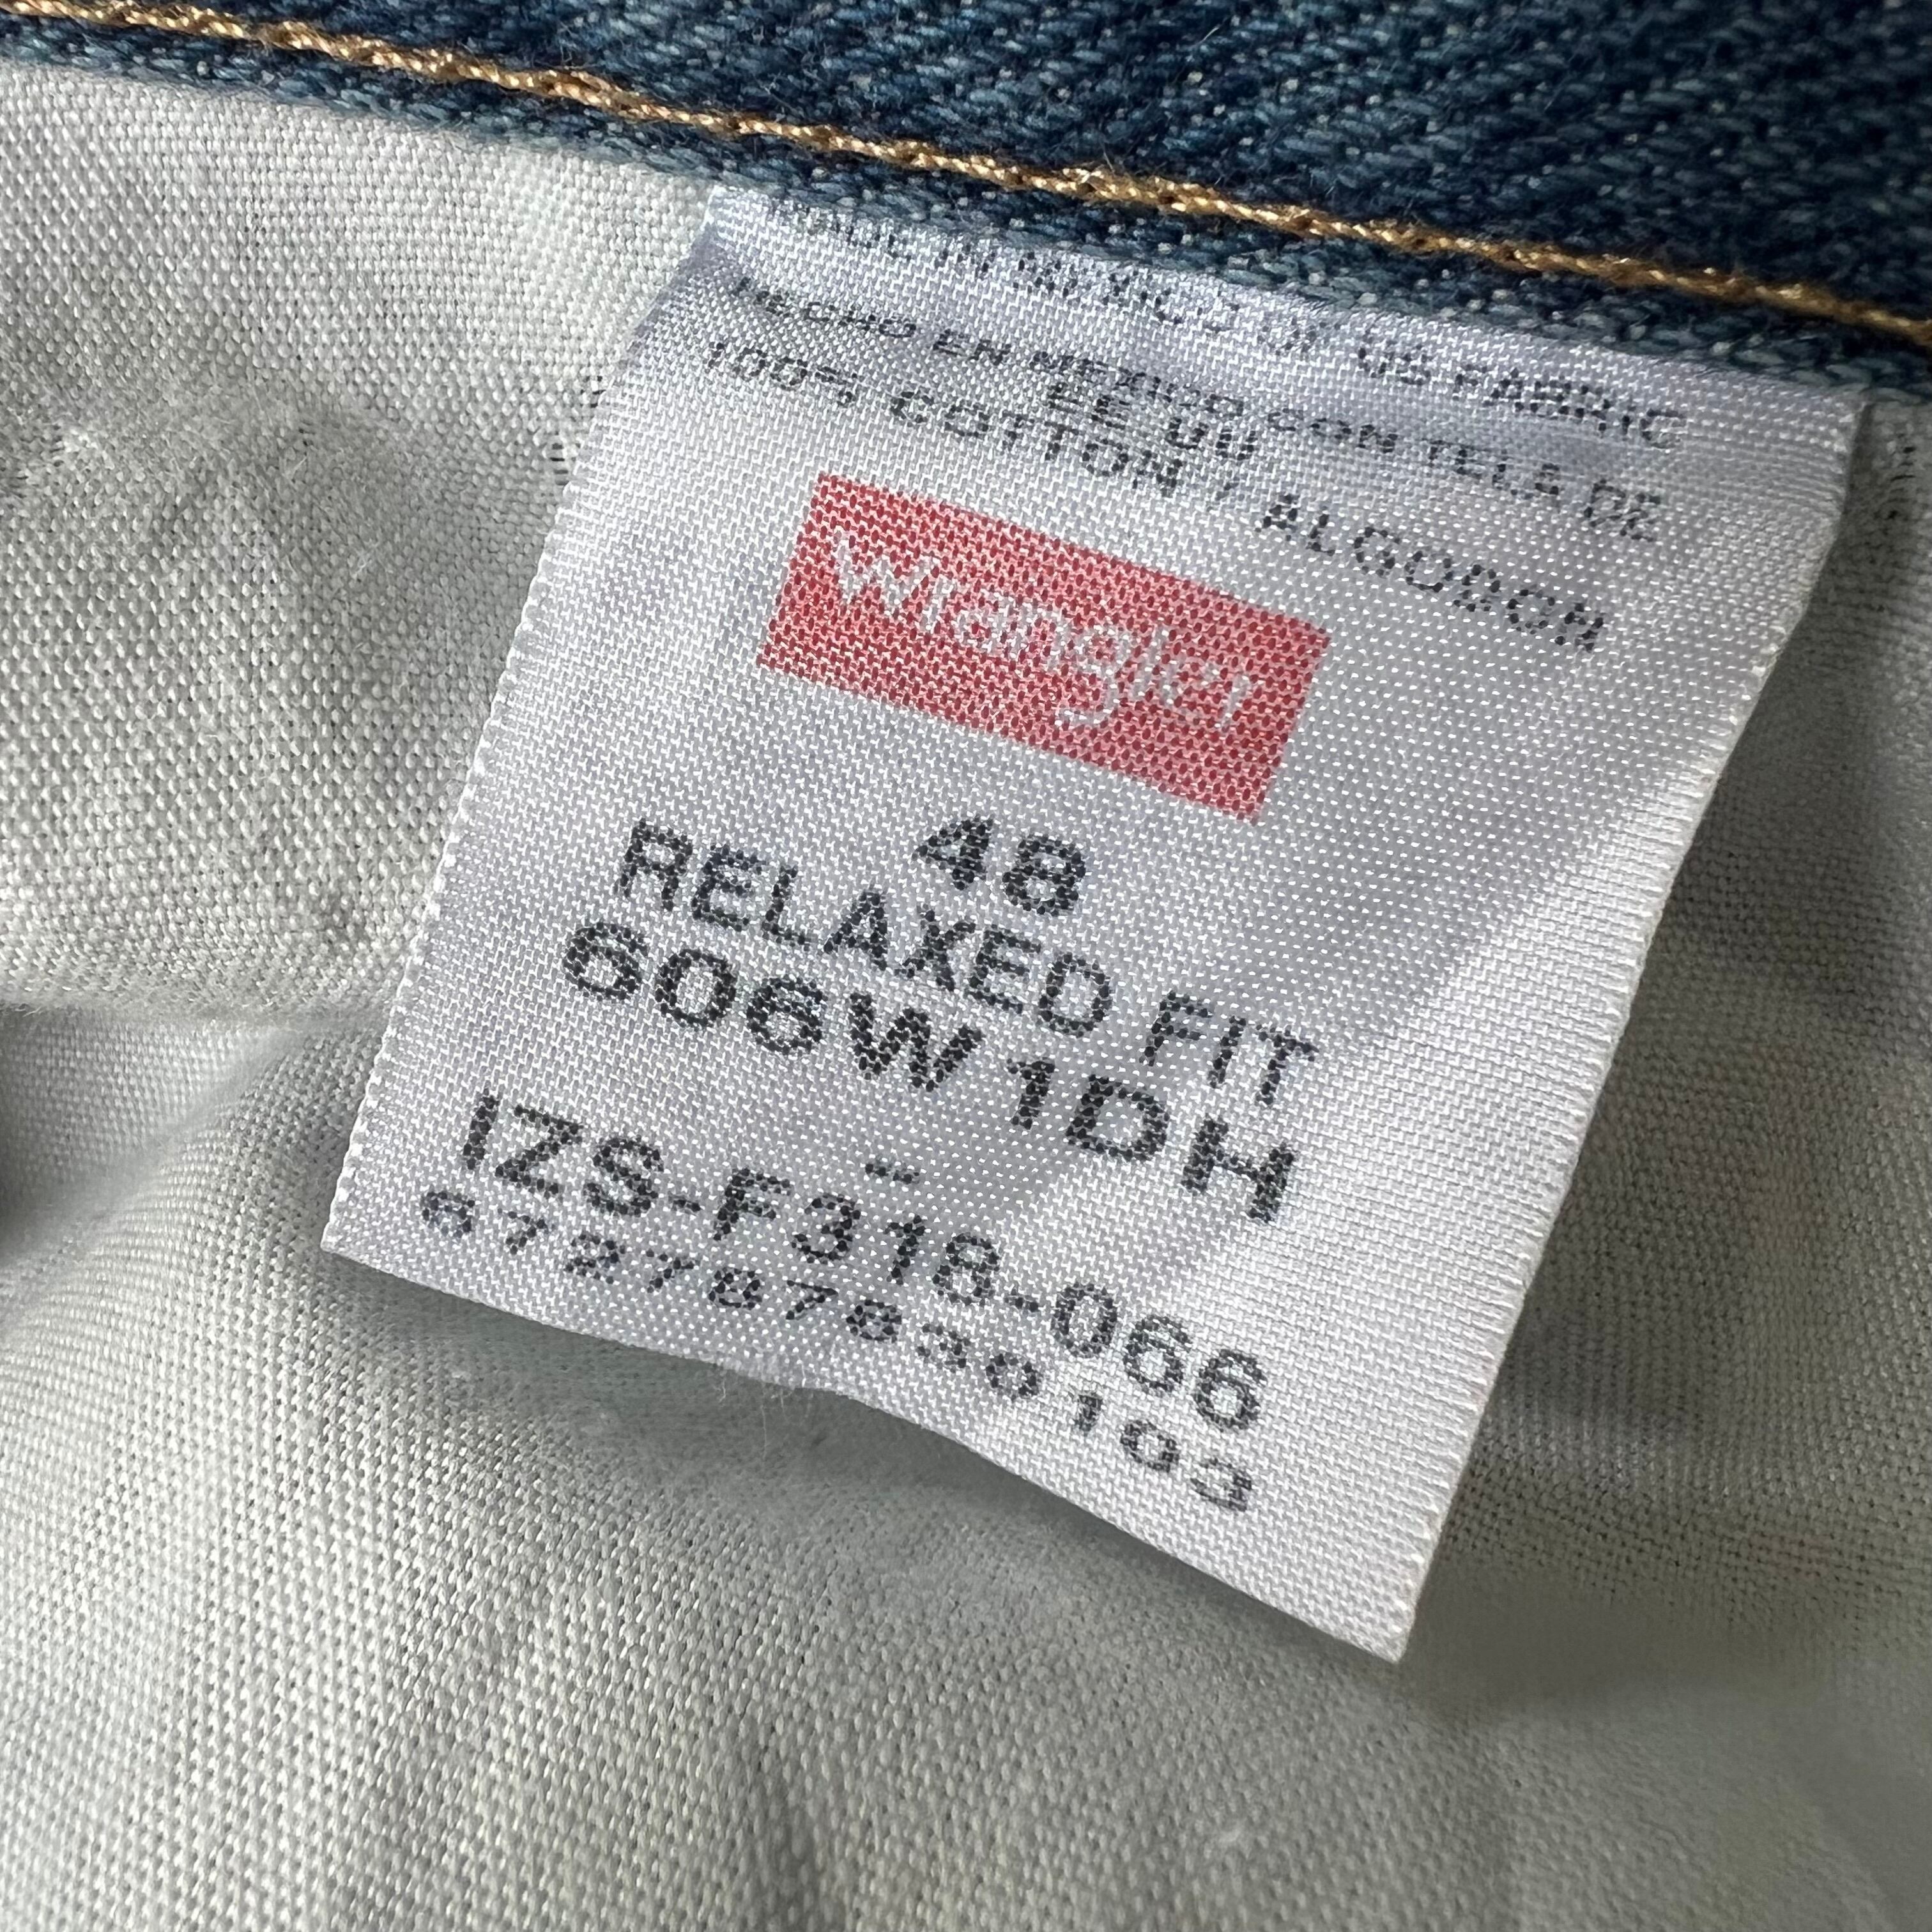 MADE IN MEXICO OF US FABRIC
HECHO EN MEXICO CON TELA DE
EE UU
100% COTTON / ALGODON
Wrangler
48
RELAXED FIT
606W1DH
--
IZS-F318-066
672787830103